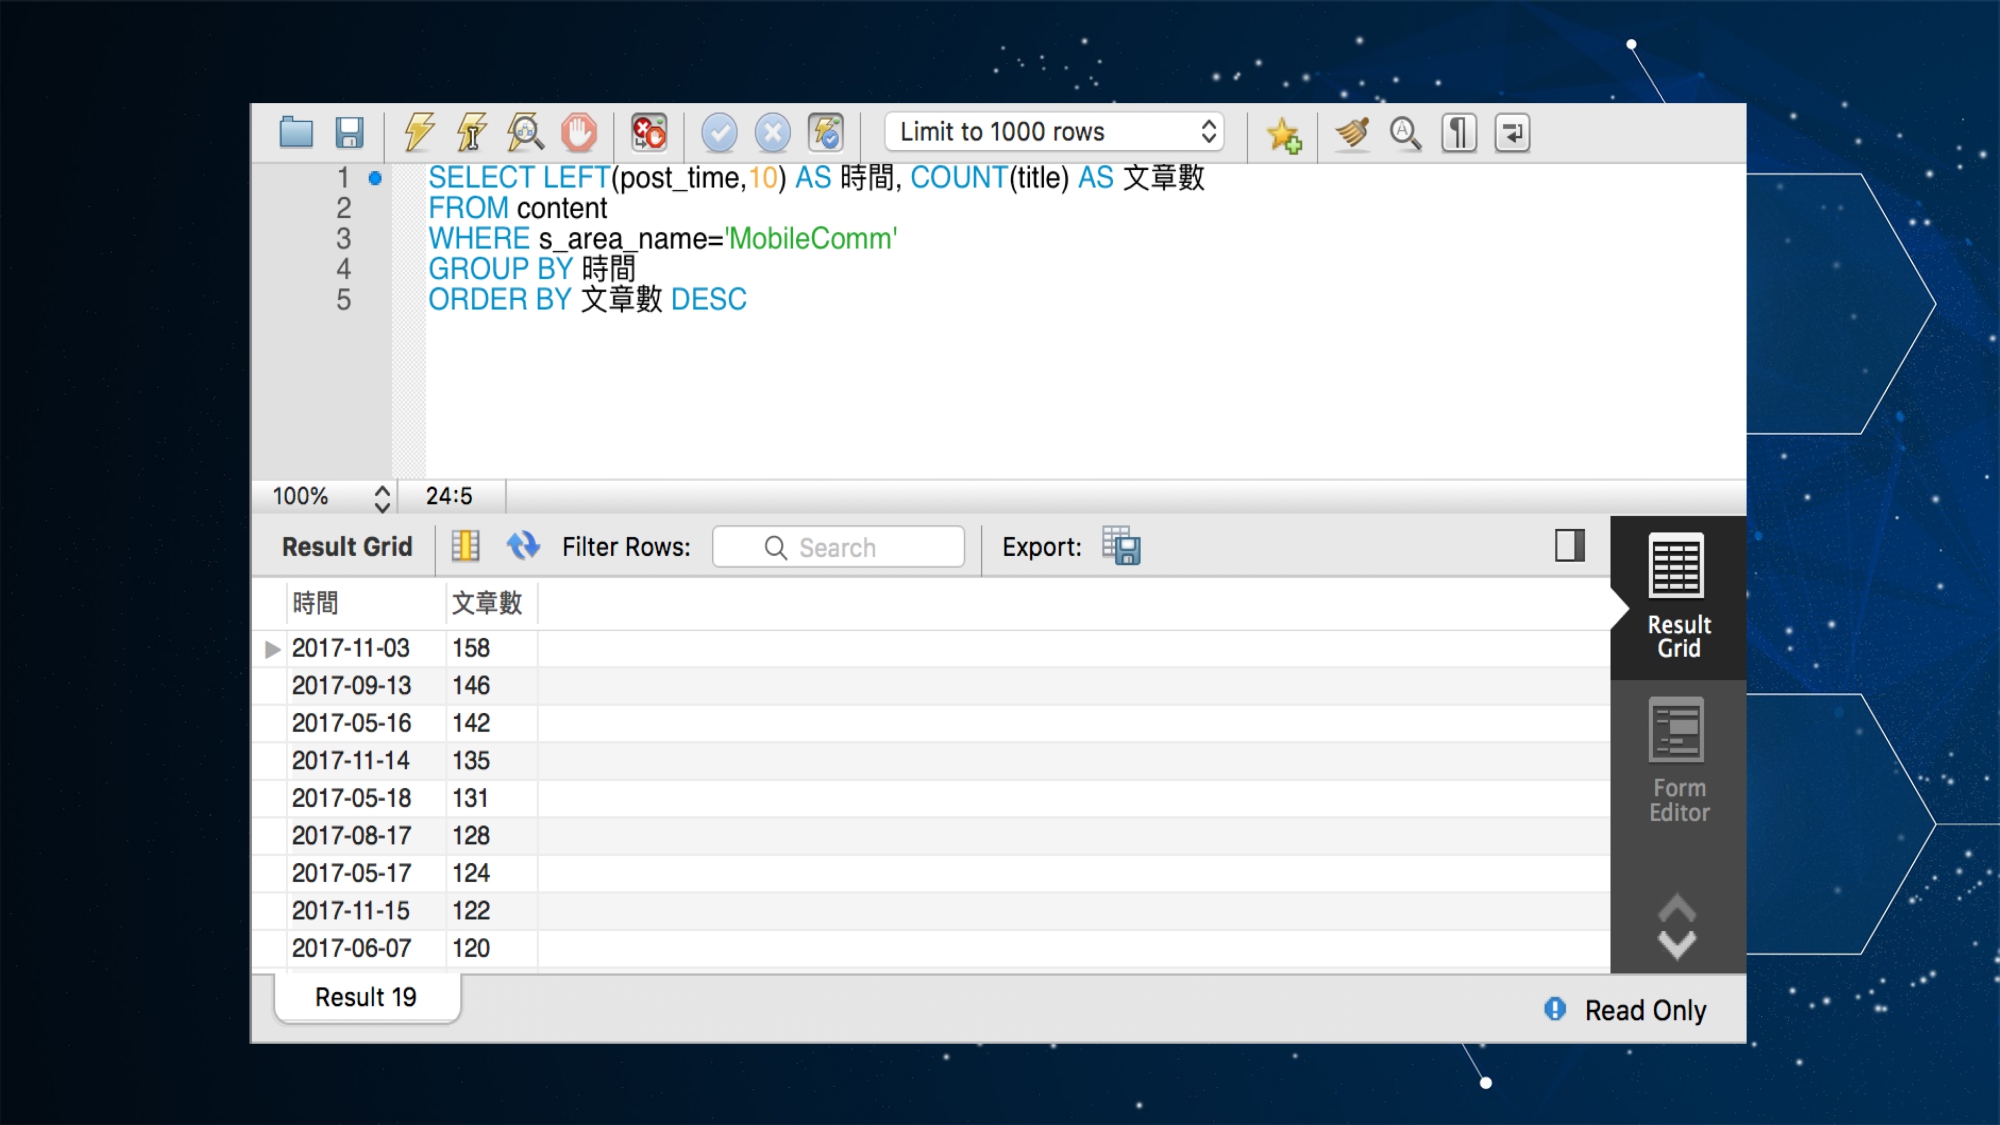 Limit to 1000 rows
1 SELECT LEFT(post_time,10) AS 時間, COUNT(title) AS 文章數
2 FROM content
3 WHERE s_area_name='MobileComm'
4 GROUP BY 時間
5 ORDER BY 文章數 DESC
100% 24:5
Result Grid Filter Rows: Search Export:
時間 文章數
2017-11-03 158
2017-09-13 146
2017-05-16 142
2017-11-14 135
2017-05-18 131
2017-08-17 128
2017-05-17 124
2017-11-15 122
2017-06-07 120
Result
Grid
Form
Editor
Result 19
Read Only